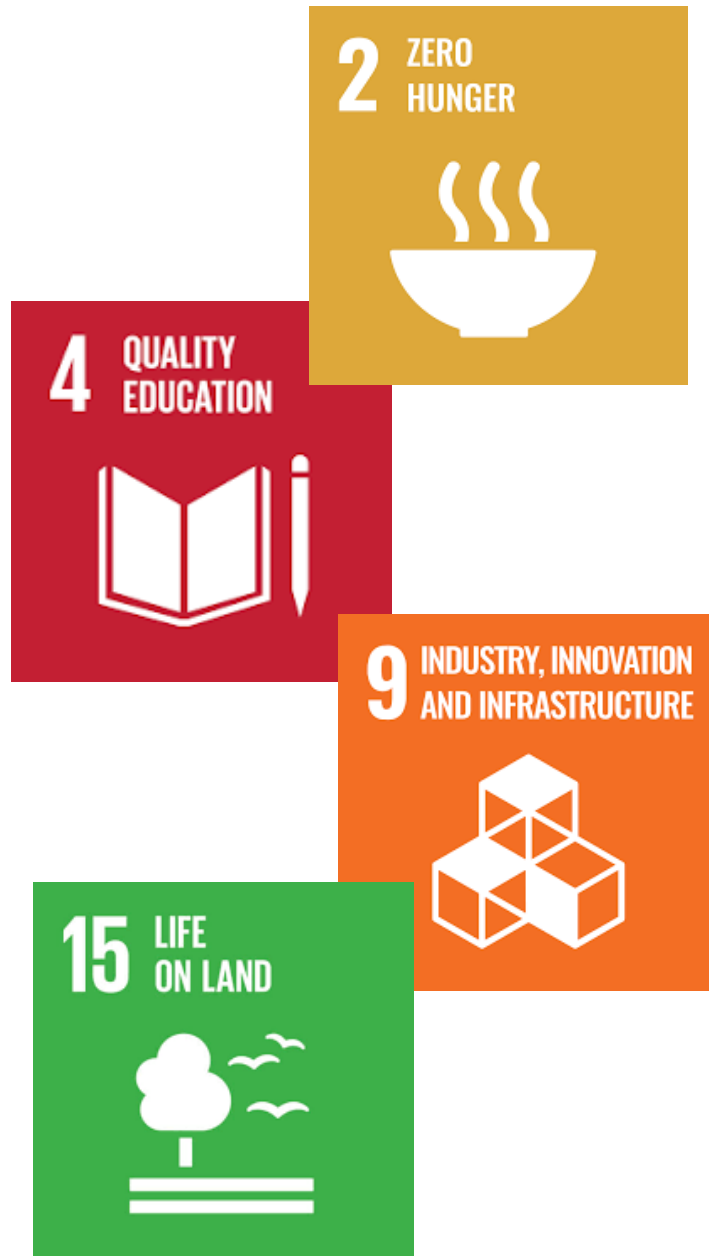 2 ZERO
HUNGER
4 QUALITY
EDUCATION
9 INDUSTRY, INNOVATION
AND INFRASTRUCTURE
15 LIFE
ON LAND